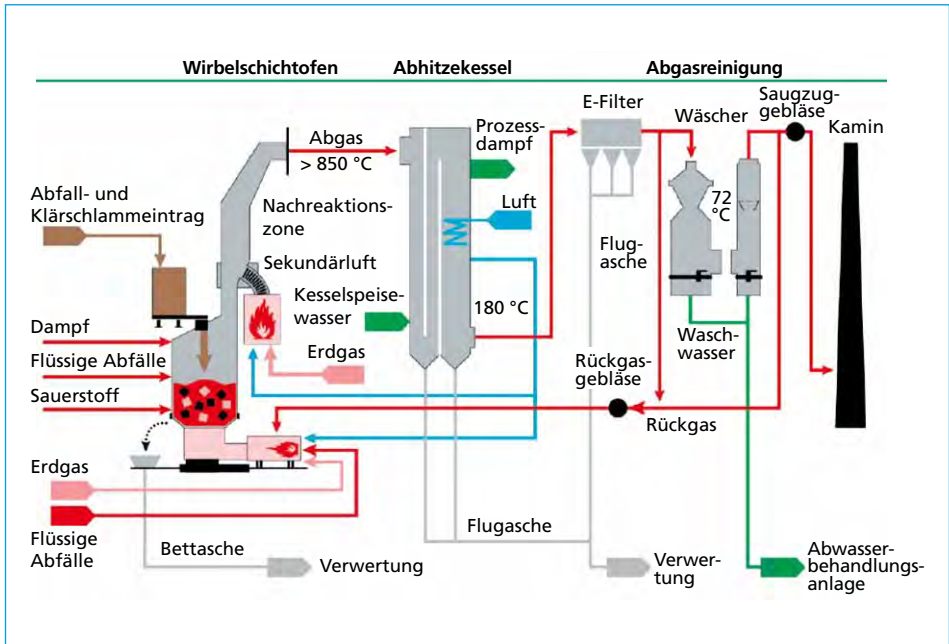 Wirbelschichtofen
Abhitzekessel
Abgasreinigung
Abgas
> 850 °C
Prozess-
dampf
E-Filter
Wäscher
Saugzug-
gebläse
Kamin
Abfall- und
Klärschlammeintrag
Nachreaktions-
zone
Luft
72
°C
Sekundärluft
Flug-
asche
Kesselspeise-
wasser
180 °C
Dampf
Flüssige Abfälle
Sauerstoff
Erdgas
Rückgas-
gebläse
Wasch-
wasser
Rückgas
Erdgas
Flüssige
Abfälle
Bettasche
Verwertung
Flugasche
Verwer-
tung
Abwasser-
behandlungs-
anlage